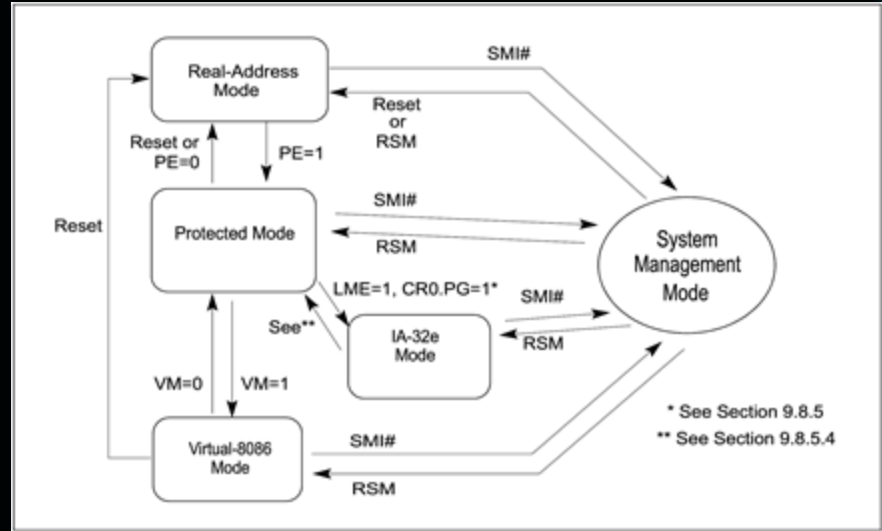 SMI#
Real-Address
Mode
Reset
or
RSM
Reset or
PE=0
PE=1
SMI#
Reset
Protected Mode
RSM
System
Management
Mode
LME=1, CR0.PG=1*
SMI#
See**
IA-32e
Mode
RSM
VM=0
VM=1
* See Section 9.8.5
** See Section 9.8.5.4
SMI#
Virtual-8086
Mode
RSM